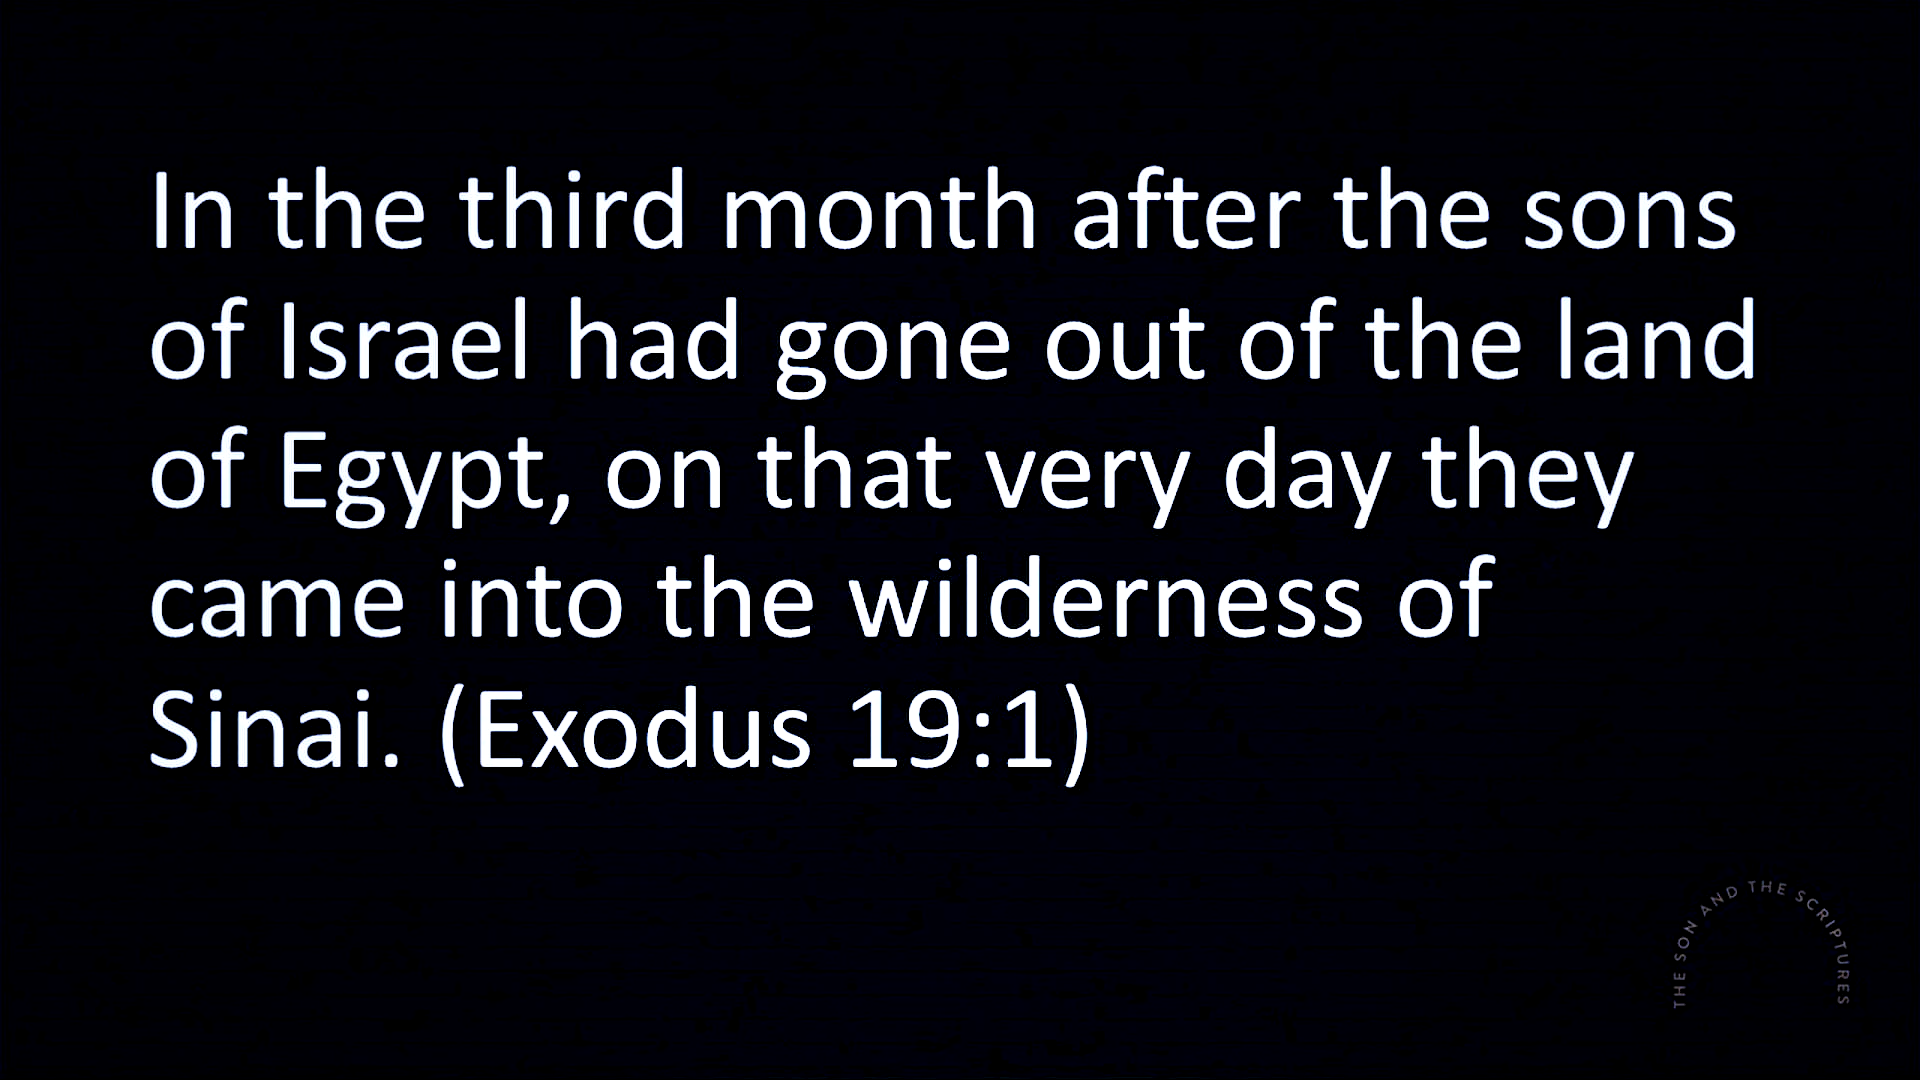 In the third month after the sons
of Israel had gone out of the land
of Egypt, on that very day they
came into the wilderness of
Sinai. (Exodus 19:1)
THE SON AND THE SCRIPTURES